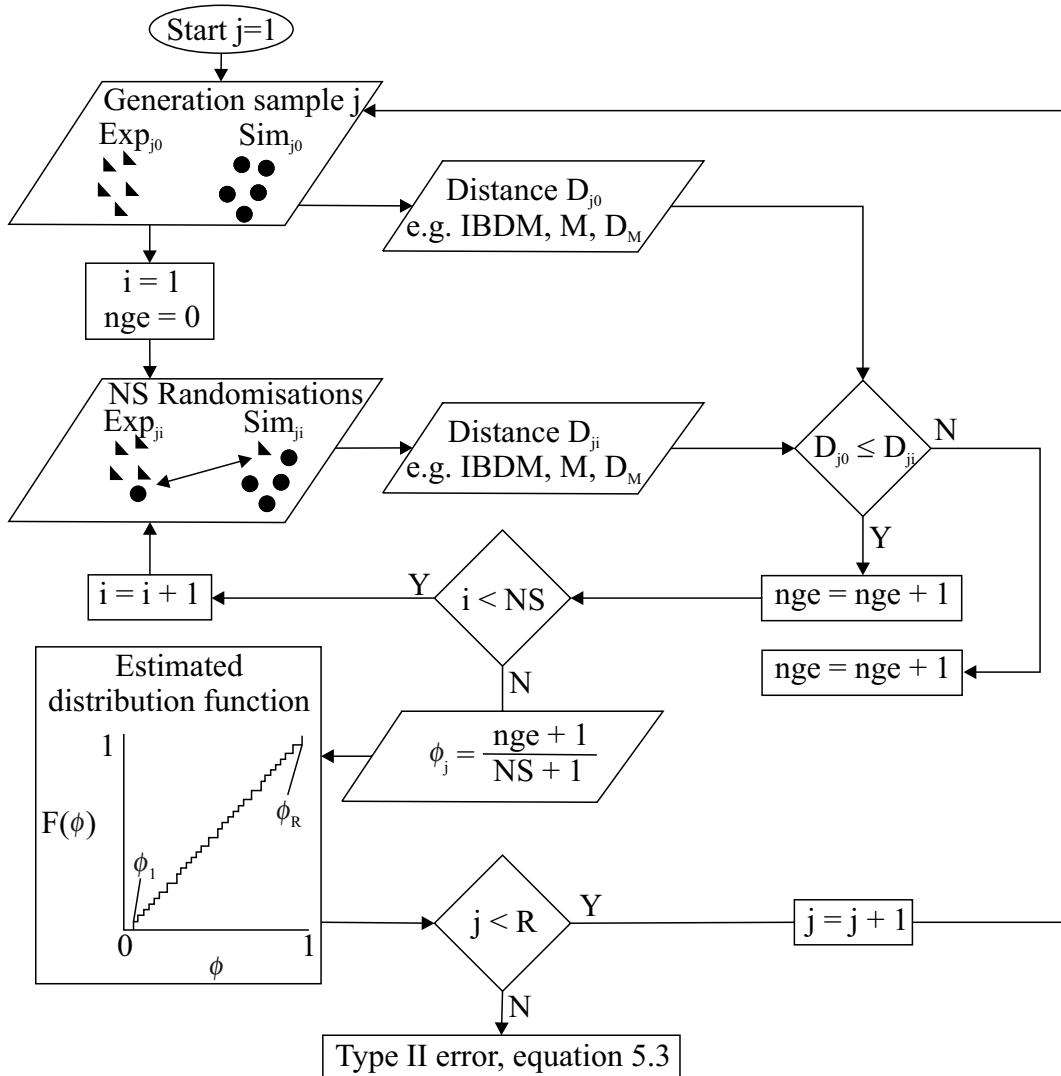 Start j=1
Generation sample j
Exp_j0
Sim_j0
Distance D_j0
e.g. IBDM, M, D_M
i = 1
nge = 0
NS Randomisations
Exp_ji
Sim_ji
Distance D_ji
e.g. IBDM, M, D_M
D_j0 ≤ D_ji
N
Y
i = i + 1
Y
i < NS
nge = nge + 1
nge = nge + 1
N
Estimated
distribution function
1
F(ϕ)
ϕ_R
ϕ_1
0
1
ϕ
ϕ_j = (nge + 1)/(NS + 1)
j < R
Y
j = j + 1
N
Type II error, equation 5.3